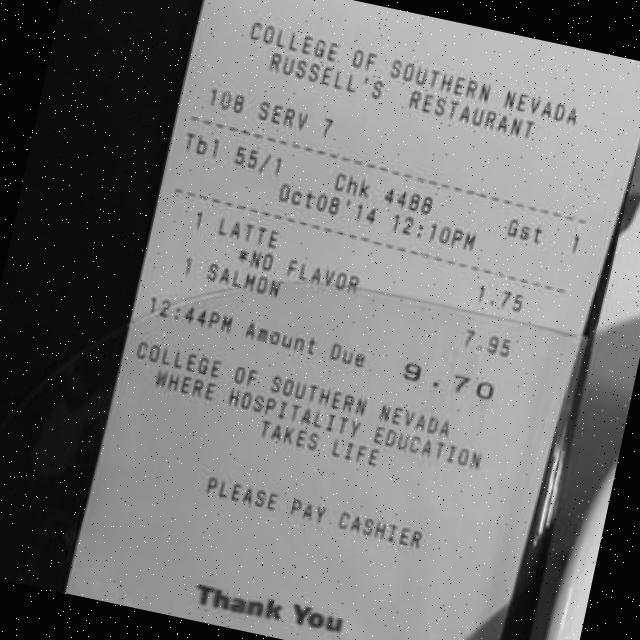 COLLEGE OF SOUTHERN NEVADA
RUSSELL'S RESTAURANT
108 SERV 7
Tbl 55/1 Chk 4488 Gst 1
Oct08'14 12:10PM
1 LATTE 1.75
*NO FLAVOR
1 SALMON 7.95
12:44PM Amount Due 9.70
COLLEGE OF SOUTHERN NEVADA
WHERE HOSPITALITY EDUCATION
TAKES LIFE
PLEASE PAY CASHIER
Thank You